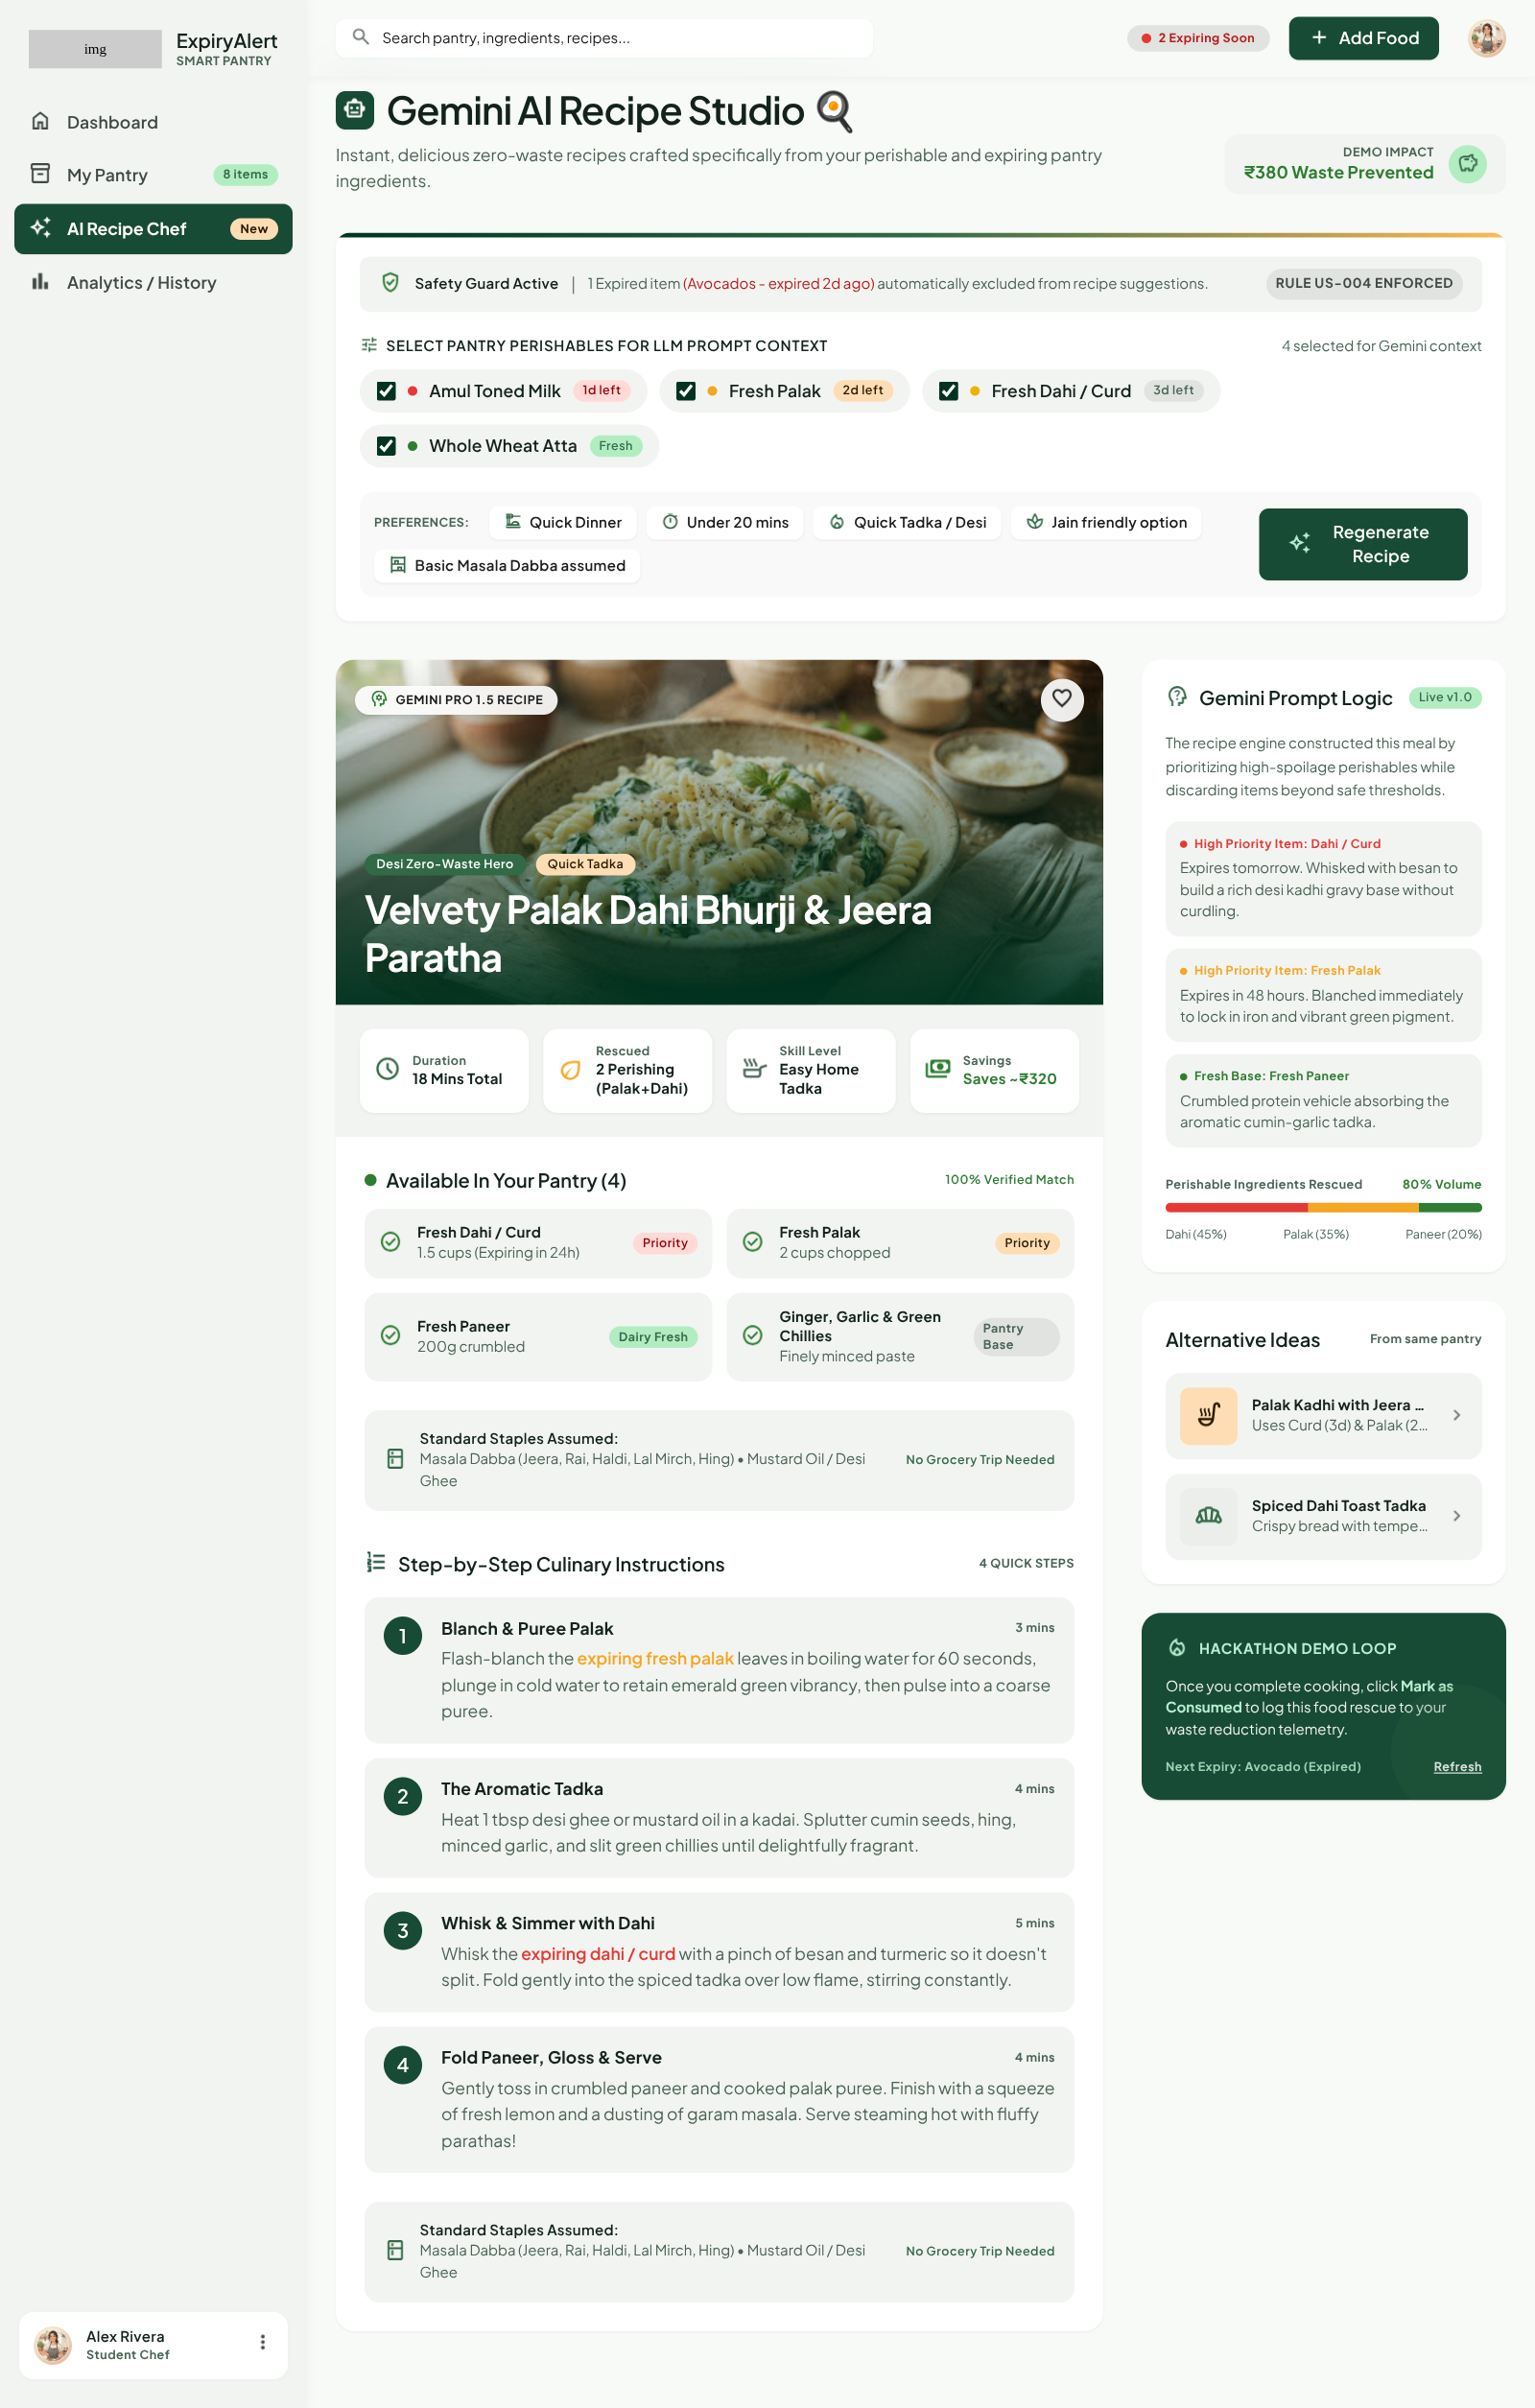 img
ExpiryAlert
SMART PANTRY
Dashboard
My Pantry
8 items
AI Recipe Chef
New
Analytics / History
Alex Rivera
Student Chef
Search pantry, ingredients, recipes...
2 Expiring Soon
Add Food
Gemini AI Recipe Studio 🍳
Instant, delicious zero-waste recipes crafted specifically from your perishable and expiring pantry
ingredients.
DEMO IMPACT
₹380 Waste Prevented
Safety Guard Active | 1 Expired item (Avocados - expired 2d ago) automatically excluded from recipe suggestions.
RULE US-004 ENFORCED
SELECT PANTRY PERISHABLES FOR LLM PROMPT CONTEXT
4 selected for Gemini context
Amul Toned Milk 1d left
Fresh Palak 2d left
Fresh Dahi / Curd 3d left
Whole Wheat Atta Fresh
PREFERENCES:
Quick Dinner
Under 20 mins
Quick Tadka / Desi
Jain friendly option
Basic Masala Dabba assumed
Regenerate
Recipe
GEMINI PRO 1.5 RECIPE
Desi Zero-Waste Hero
Quick Tadka
Velvety Palak Dahi Bhurji & Jeera
Paratha
Duration
18 Mins Total
Rescued
2 Perishing
(Palak+Dahi)
Skill Level
Easy Home
Tadka
Savings
Saves ~₹320
Available In Your Pantry (4)
100% Verified Match
Fresh Dahi / Curd
1.5 cups (Expiring in 24h)
Priority
Fresh Palak
2 cups chopped
Priority
Fresh Paneer
200g crumbled
Dairy Fresh
Ginger, Garlic & Green
Chillies
Finely minced paste
Pantry
Base
Standard Staples Assumed:
Masala Dabba (Jeera, Rai, Haldi, Lal Mirch, Hing) • Mustard Oil / Desi
Ghee
No Grocery Trip Needed
Step-by-Step Culinary Instructions
4 QUICK STEPS
1
Blanch & Puree Palak
3 mins
Flash-blanch the expiring fresh palak leaves in boiling water for 60 seconds,
plunge in cold water to retain emerald green vibrancy, then pulse into a coarse
puree.
2
The Aromatic Tadka
4 mins
Heat 1 tbsp desi ghee or mustard oil in a kadai. Splutter cumin seeds, hing,
minced garlic, and slit green chillies until delightfully fragrant.
3
Whisk & Simmer with Dahi
5 mins
Whisk the expiring dahi / curd with a pinch of besan and turmeric so it doesn't
split. Fold gently into the spiced tadka over low flame, stirring constantly.
4
Fold Paneer, Gloss & Serve
4 mins
Gently toss in crumbled paneer and cooked palak puree. Finish with a squeeze
of fresh lemon and a dusting of garam masala. Serve steaming hot with fluffy
parathas!
Standard Staples Assumed:
Masala Dabba (Jeera, Rai, Haldi, Lal Mirch, Hing) • Mustard Oil / Desi
Ghee
No Grocery Trip Needed
Gemini Prompt Logic
Live v1.0
The recipe engine constructed this meal by
prioritizing high-spoilage perishables while
discarding items beyond safe thresholds.
High Priority Item: Dahi / Curd
Expires tomorrow. Whisked with besan to
build a rich desi kadhi gravy base without
curdling.
High Priority Item: Fresh Palak
Expires in 48 hours. Blanched immediately
to lock in iron and vibrant green pigment.
Fresh Base: Fresh Paneer
Crumbled protein vehicle absorbing the
aromatic cumin-garlic tadka.
Perishable Ingredients Rescued
80% Volume
Dahi (45%)
Palak (35%)
Paneer (20%)
Alternative Ideas
From same pantry
Palak Kadhi with Jeera ...
Uses Curd (3d) & Palak (2...
Spiced Dahi Toast Tadka
Crispy bread with tempe...
HACKATHON DEMO LOOP
Once you complete cooking, click Mark as
Consumed to log this food rescue to your
waste reduction telemetry.
Next Expiry: Avocado (Expired)
Refresh